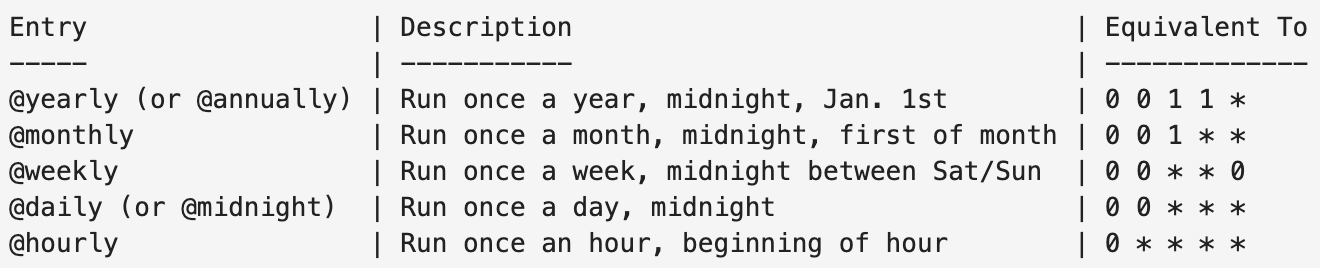 Entry                  | Description                                | Equivalent To
-----                  | -----------                                | -------------
@yearly (or @annually) | Run once a year, midnight, Jan. 1st        | 0 0 1 1 *
@monthly               | Run once a month, midnight, first of month | 0 0 1 * *
@weekly                | Run once a week, midnight between Sat/Sun  | 0 0 * * 0
@daily (or @midnight)  | Run once a day, midnight                   | 0 0 * * *
@hourly                | Run once an hour, beginning of hour        | 0 * * * *